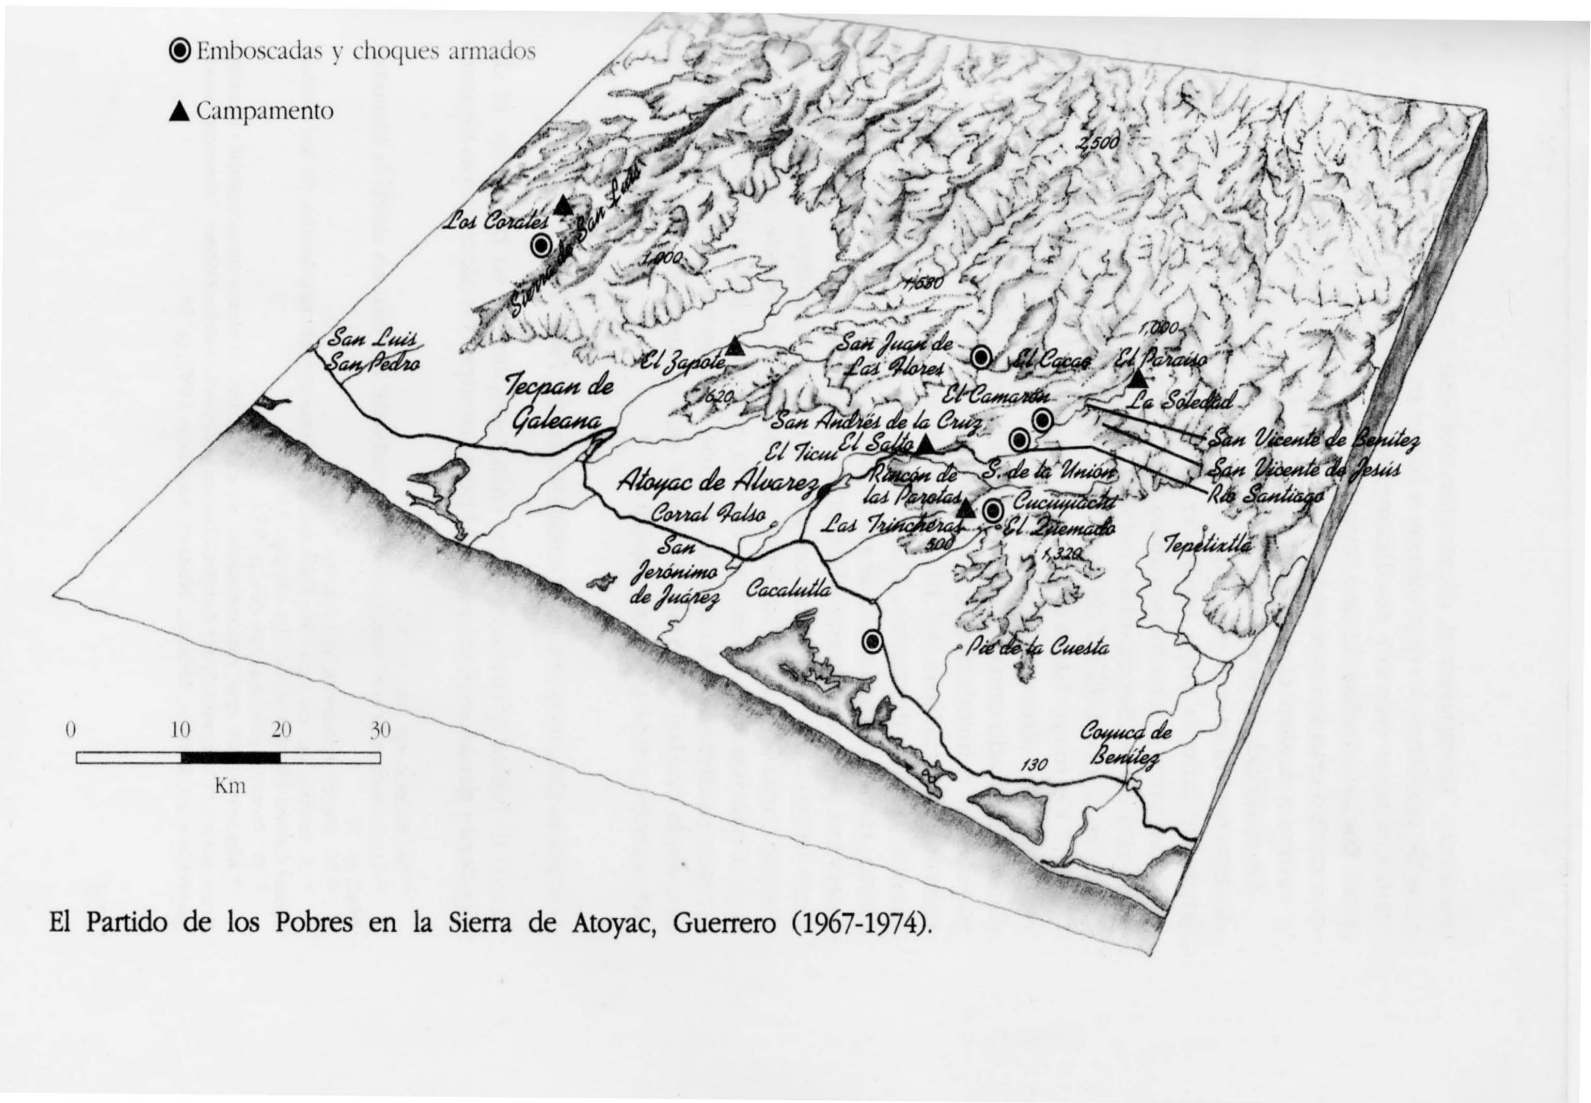 Emboscadas y choques armados
Campamento
2,500
Los Corales
Sierra de San Luis
1,000
1,680
San Luis
San Pedro
San Juan de
Las Flores
El Cacao
1,000
El Paraíso
El Zapote
Tecpan de
Galeana
620
El Camarón
La Soledad
San Andrés de la Cruz
El Salto
El Ticui
San Vicente de Benítez
San Vicente de Jesús
Río Santiago
S. de la Unión
Atoyac de Álvarez
Rincón de
las Parotas
Cucuyachi
Corral Falso
Las Trincheras
El Quemado
500
1,320
Tepetixtla
San
Jerónimo
de Juárez
Cacalutla
Pie de la Cuesta
Coyuca de
Benítez
130
0 10 20 30
Km
El Partido de los Pobres en la Sierra de Atoyac, Guerrero (1967-1974).